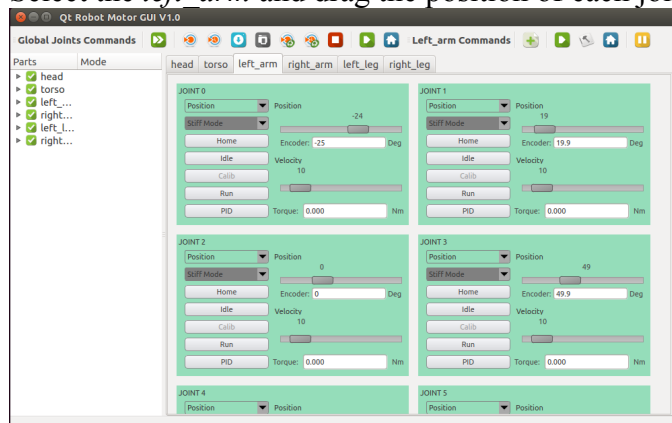 Select the left_arm and drag the position of each joi
Qt Robot Motor GUI V1.0
Global Joints Commands
Left_arm Commands
Parts Mode
head torso left_arm right_arm left_leg right_leg
head
torso
left_...
right...
left_l...
right...
JOINT 0
Position Position
-24
Stiff Mode
Home Encoder: -25 Deg
Idle Velocity
10
Calib
Run
PID Torque: 0.000 Nm
JOINT 1
Position Position
19
Stiff Mode
Home Encoder: 19.9 Deg
Idle Velocity
10
Calib
Run
PID Torque: 0.000 Nm
JOINT 2
Position Position
0
Stiff Mode
Home Encoder: 0 Deg
Idle Velocity
10
Calib
Run
PID Torque: 0.000 Nm
JOINT 3
Position Position
49
Stiff Mode
Home Encoder: 49.9 Deg
Idle Velocity
10
Calib
Run
PID Torque: 0.000 Nm
JOINT 4
Position Position
JOINT 5
Position Position